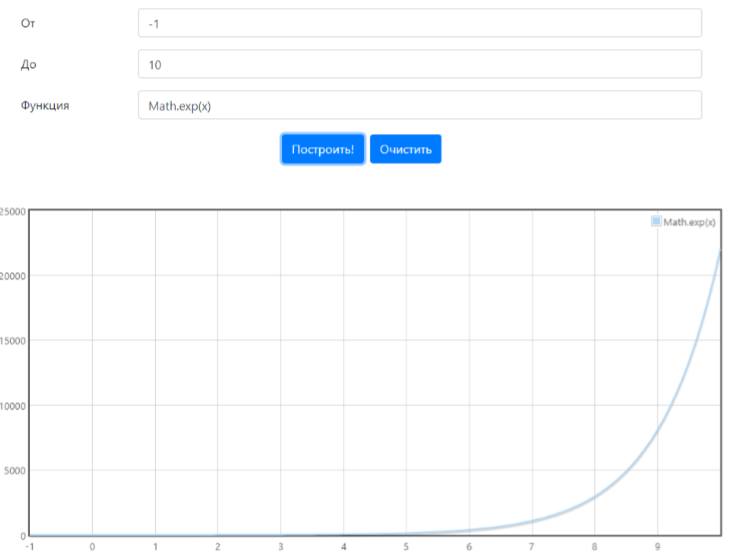 От -1
До 10
Функция Math.exp(x)
Построить! Очистить
25000
Math.exp(x)
20000
15000
10000
5000
0
-1 0 1 2 3 4 5 6 7 8 9